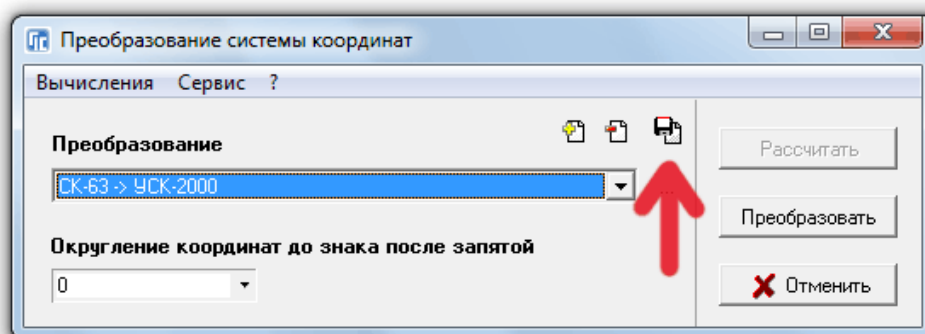 Преобразование системы координат
Вычисления Сервис ?
Преобразование
СК-63 -> УСК-2000
Рассчитать
Преобразовать
Округление координат до знака после запятой
0
Отменить